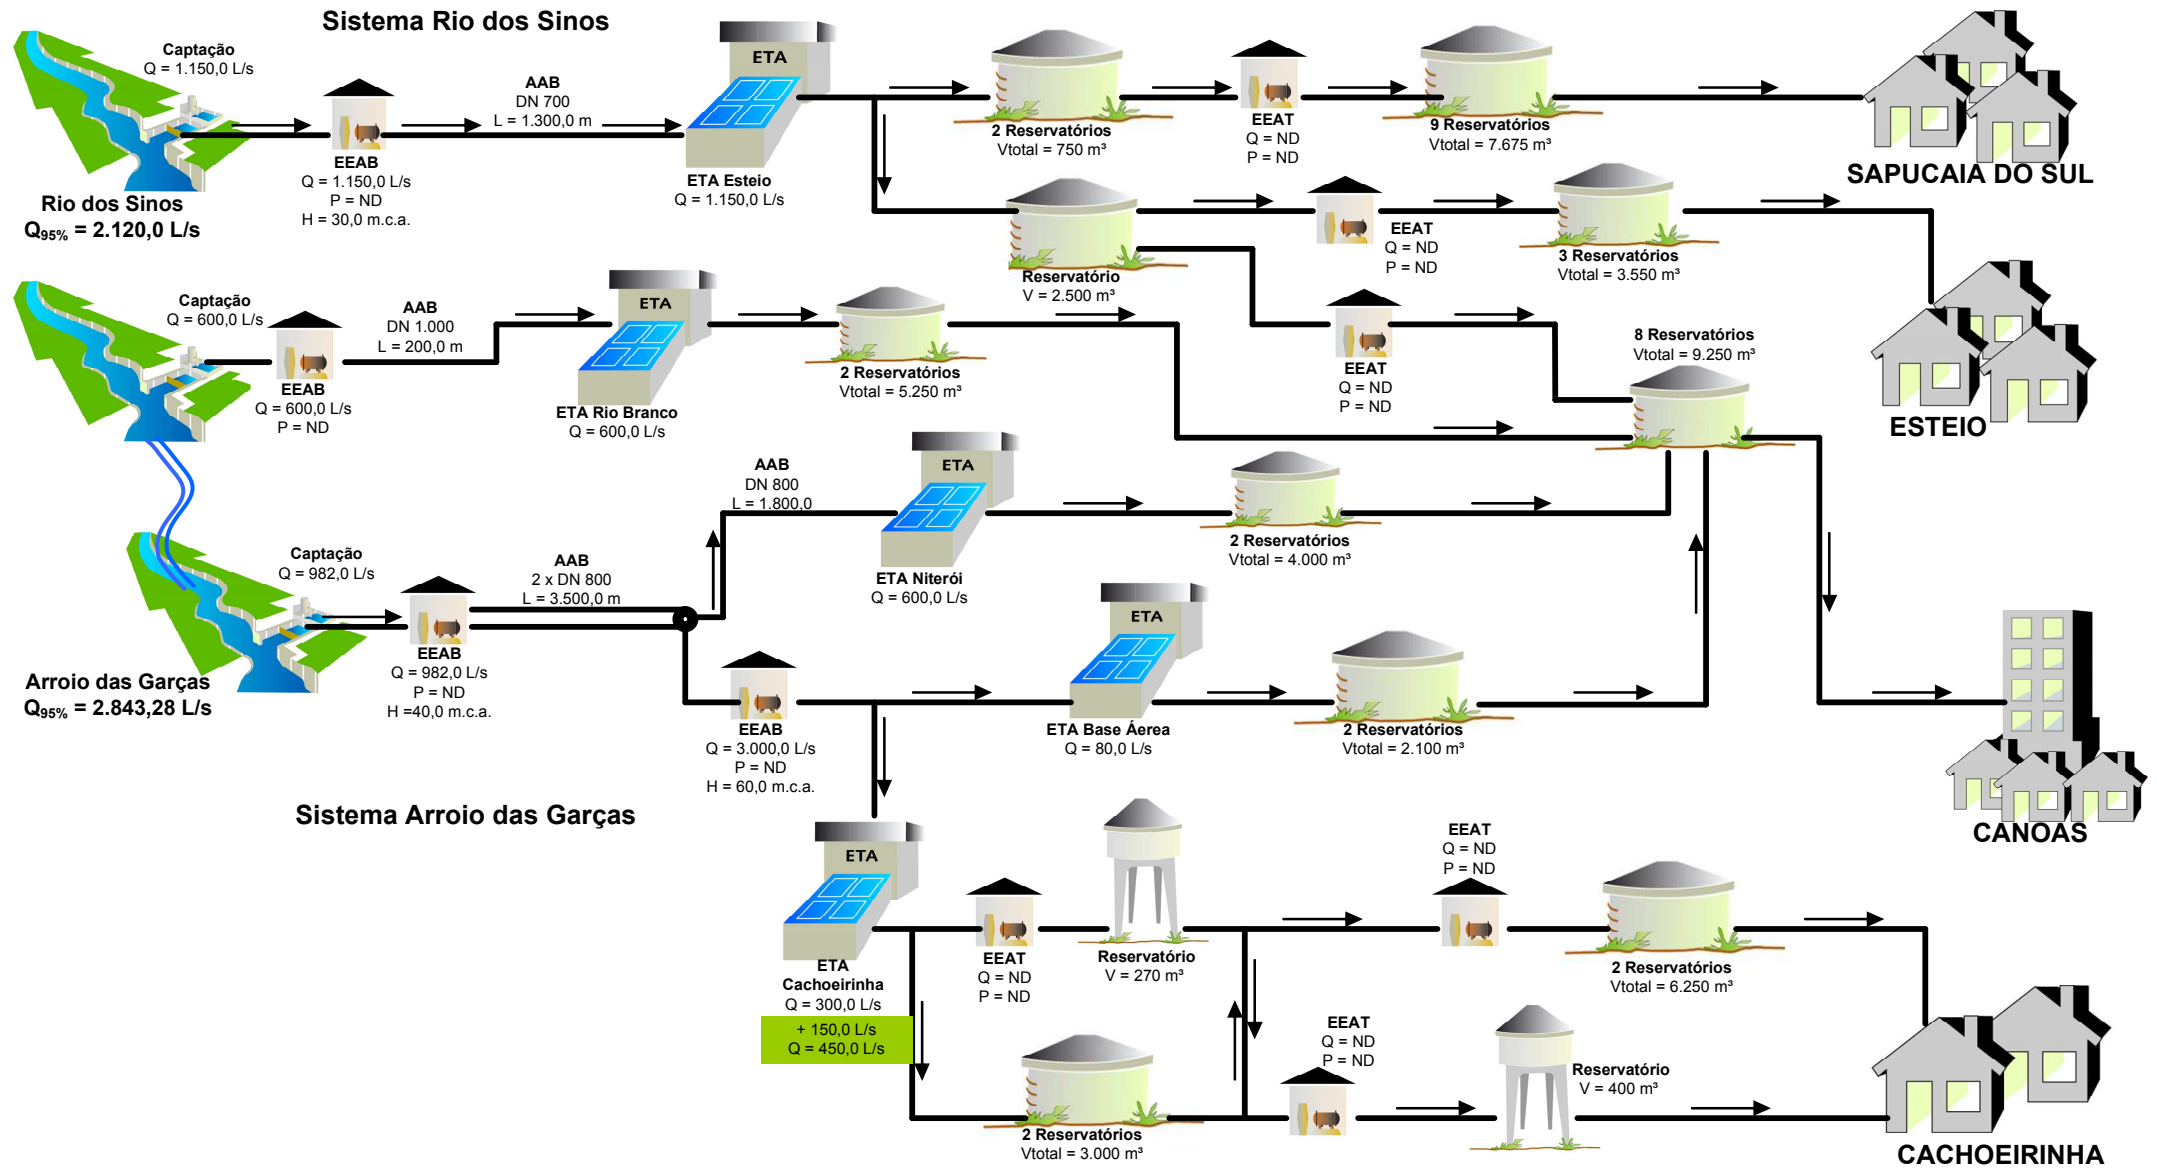 Sistema Rio dos Sinos
Captação
Q = 1.150,0 L/s
EEAB
Q = 1.150,0 L/s
P = ND
H = 30,0 m.c.a.
Rio dos Sinos
Q95% = 2.120,0 L/s
AAB
DN 700
L = 1.300,0 m
ETA
ETA Esteio
Q = 1.150,0 L/s
2 Reservatórios
Vtotal = 750 m³
EEAT
Q = ND
P = ND
9 Reservatórios
Vtotal = 7.675 m³
SAPUCAIA DO SUL
Reservatório
V = 2.500 m³
EEAT
Q = ND
P = ND
3 Reservatórios
Vtotal = 3.550 m³
ESTEIO
EEAT
Q = ND
P = ND
8 Reservatórios
Vtotal = 9.250 m³
Captação
Q = 600,0 L/s
EEAB
Q = 600,0 L/s
P = ND
AAB
DN 1.000
L = 200,0 m
ETA
ETA Rio Branco
Q = 600,0 L/s
2 Reservatórios
Vtotal = 5.250 m³
Captação
Q = 982,0 L/s
Arroio das Garças
Q95% = 2.843,28 L/s
EEAB
Q = 982,0 L/s
P = ND
H =40,0 m.c.a.
AAB
2 x DN 800
L = 3.500,0 m
AAB
DN 800
L = 1.800,0
ETA
ETA Niterói
Q = 600,0 L/s
2 Reservatórios
Vtotal = 4.000 m³
EEAB
Q = 3.000,0 L/s
P = ND
H = 60,0 m.c.a.
ETA
ETA Base Áerea
Q = 80,0 L/s
2 Reservatórios
Vtotal = 2.100 m³
CANOAS
Sistema Arroio das Garças
ETA
ETA
Cachoeirinha
Q = 300,0 L/s
+ 150,0 L/s
Q = 450,0 L/s
EEAT
Q = ND
P = ND
Reservatório
V = 270 m³
EEAT
Q = ND
P = ND
2 Reservatórios
Vtotal = 6.250 m³
2 Reservatórios
Vtotal = 3.000 m³
EEAT
Q = ND
P = ND
Reservatório
V = 400 m³
CACHOEIRINHA